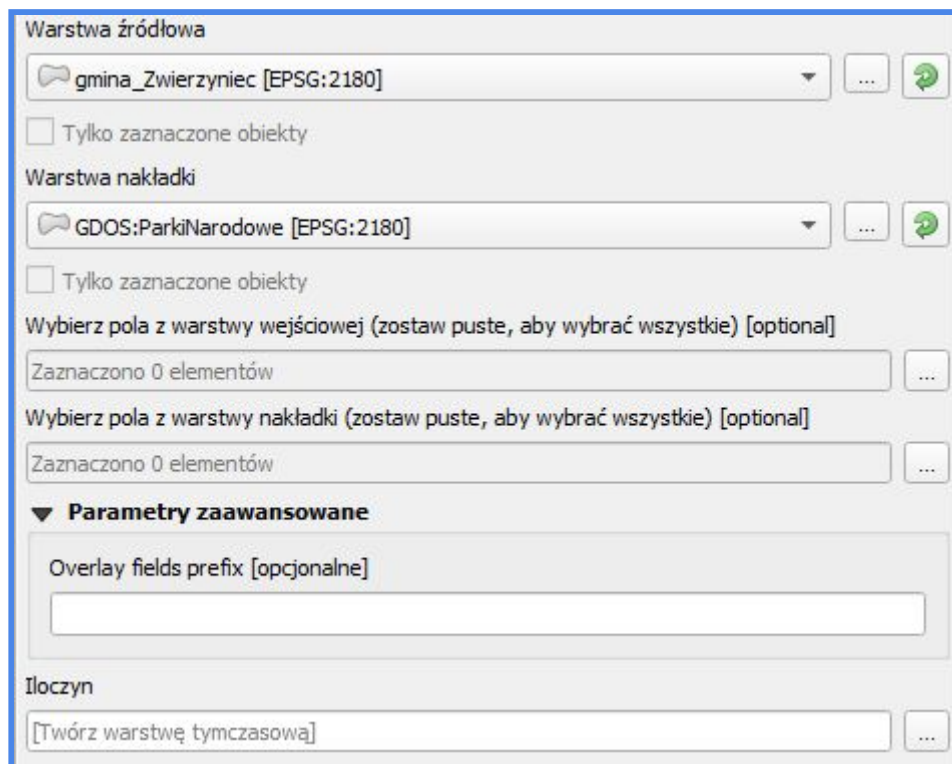 Warstwa źródłowa
gmina_Zwierzyniec [EPSG:2180]
...
Tylko zaznaczone obiekty
Warstwa nakładki
GDOS:ParkiNarodowe [EPSG:2180]
...
Tylko zaznaczone obiekty
Wybierz pola z warstwy wejściowej (zostaw puste, aby wybrać wszystkie) [optional]
Zaznaczono 0 elementów
...
Wybierz pola z warstwy nakładki (zostaw puste, aby wybrać wszystkie) [optional]
Zaznaczono 0 elementów
...
Parametry zaawansowane
Overlay fields prefix [opcjonalne]
Iloczyn
[Twórz warstwę tymczasową]
...